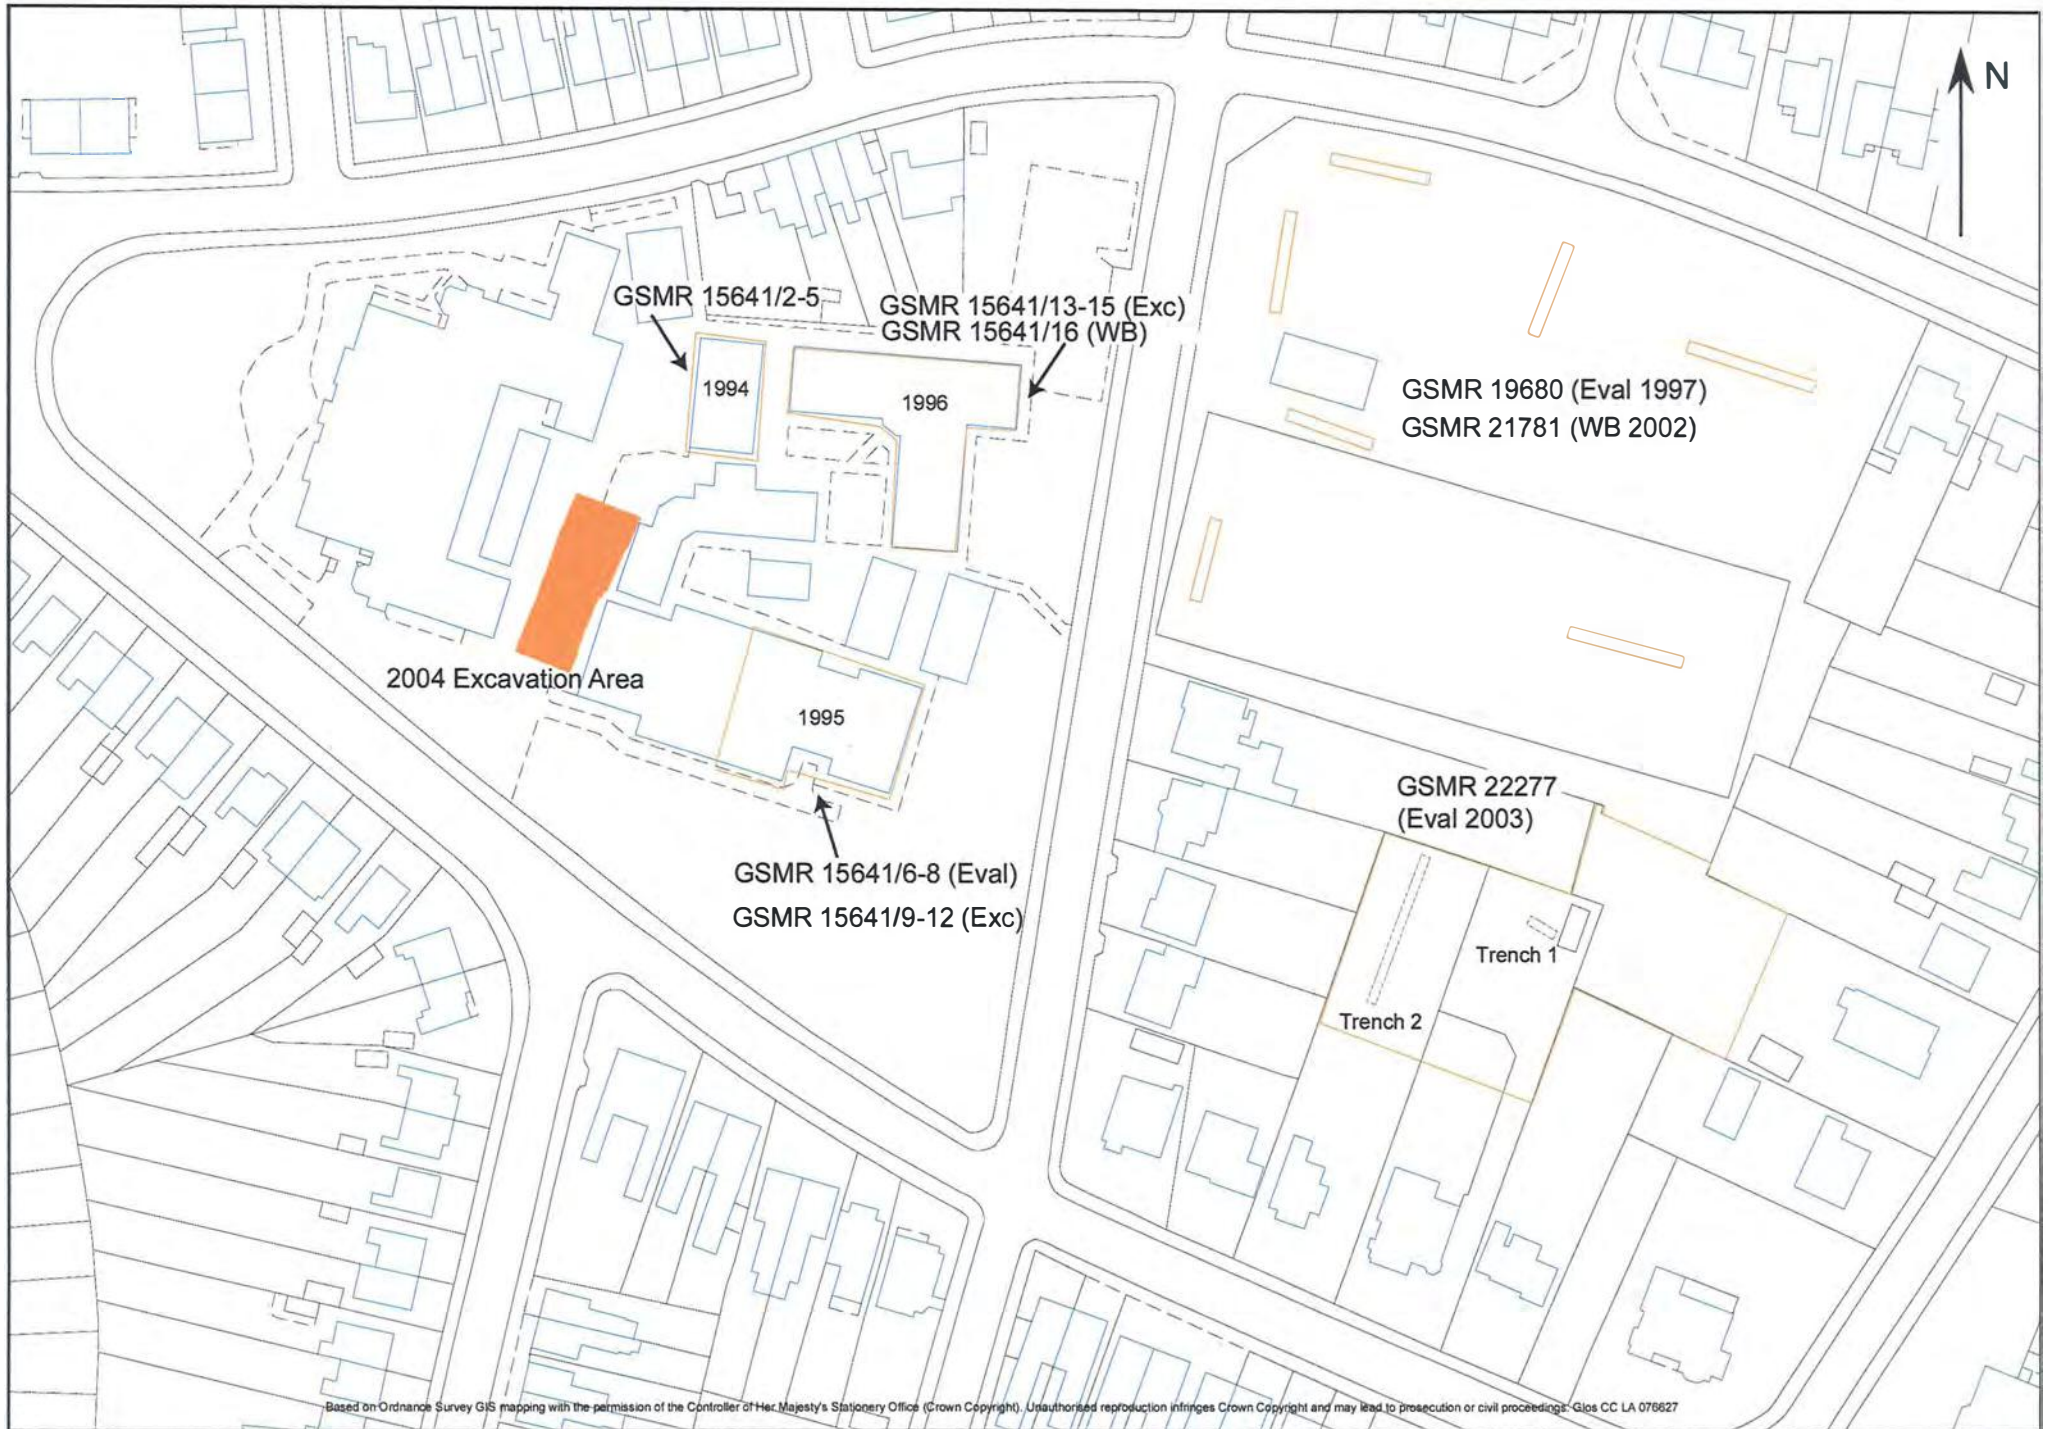 N
GSMR 15641/2-5
GSMR 15641/13-15 (Exc)
GSMR 15641/16 (WB)
1994
1996
GSMR 19680 (Eval 1997)
GSMR 21781 (WB 2002)
2004 Excavation Area
1995
GSMR 22277
(Eval 2003)
GSMR 15641/6-8 (Eval)
GSMR 15641/9-12 (Exc)
Trench 1
Trench 2
Based on Ordnance Survey GIS mapping with the permission of the Controller of Her Majesty's Stationery Office (Crown Copyright). Unauthorised reproduction infringes Crown Copyright and may lead to prosecution or civil proceedings. Glos CC LA 076627